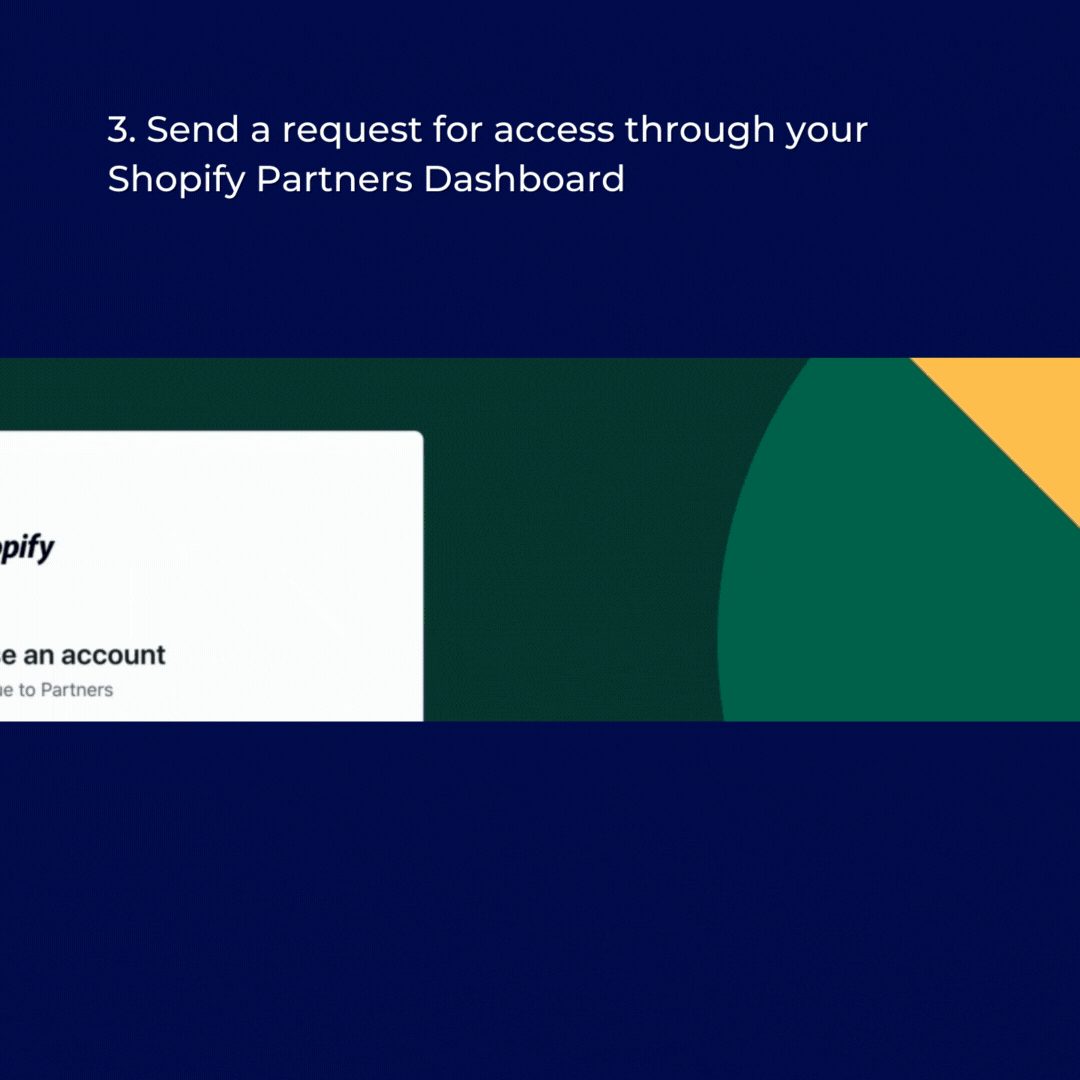 3. Send a request for access through your
Shopify Partners Dashboard
opify
e an account
ue to Partners